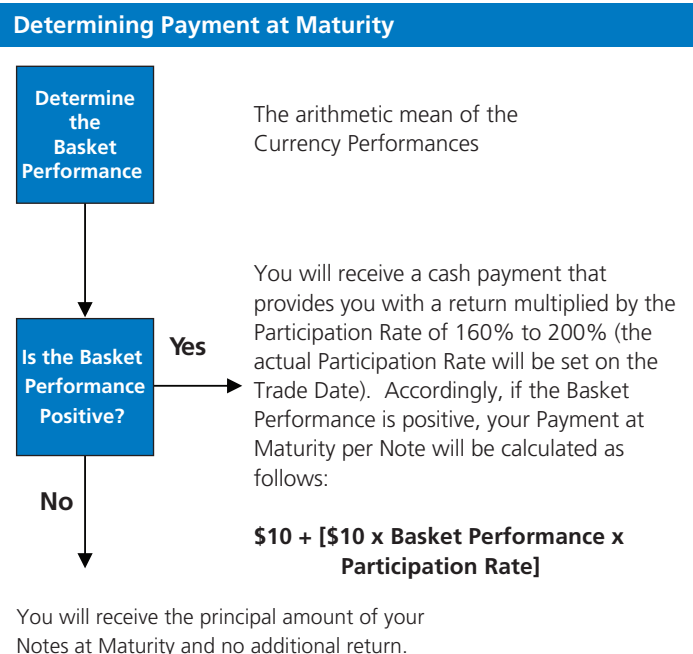 Determining Payment at Maturity
Determine
the
Basket
Performance
The arithmetic mean of the
Currency Performances
Is the Basket
Performance
Positive?
Yes
You will receive a cash payment that
provides you with a return multiplied by the
Participation Rate of 160% to 200% (the
actual Participation Rate will be set on the
Trade Date). Accordingly, if the Basket
Performance is positive, your Payment at
Maturity per Note will be calculated as
follows:
$10 + [$10 x Basket Performance x
Participation Rate]
No
You will receive the principal amount of your
Notes at Maturity and no additional return.